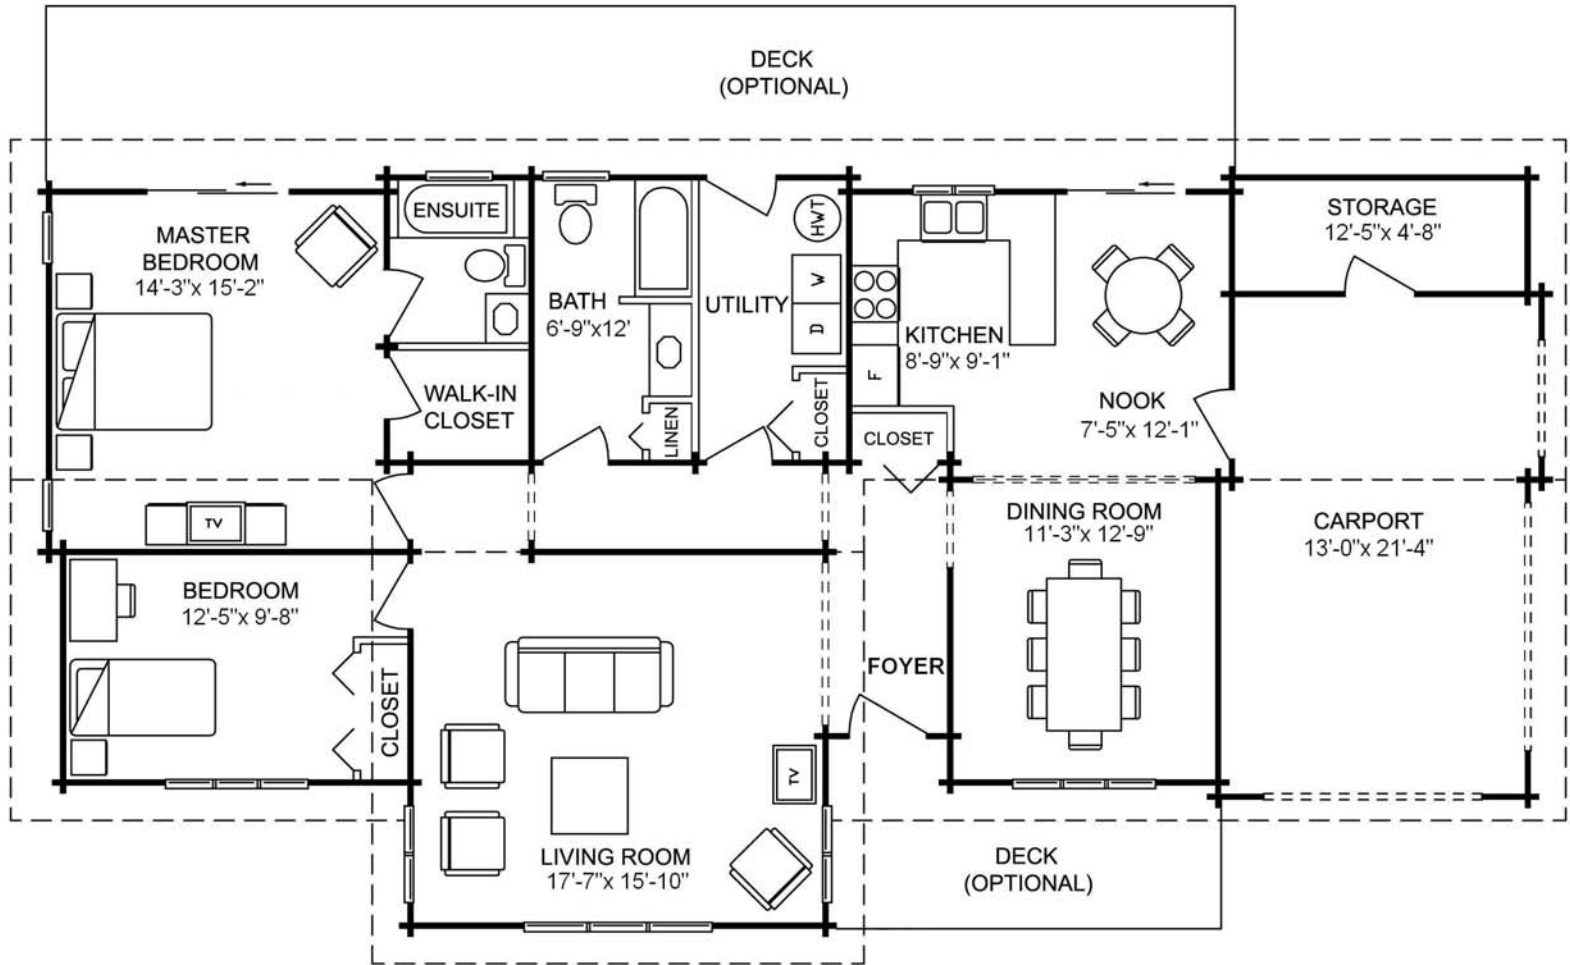 DECK
(OPTIONAL)
MASTER
BEDROOM
14'-3"x 15'-2"
ENSUITE
WALK-IN
CLOSET
BATH
6'-9"x12'
LINEN
UTILITY
HWT
W
D
CLOSET
KITCHEN
8'-9"x 9'-1"
F
CLOSET
NOOK
7'-5"x 12'-1"
STORAGE
12'-5"x 4'-8"
TV
BEDROOM
12'-5"x 9'-8"
CLOSET
DINING ROOM
11'-3"x 12'-9"
CARPORT
13'-0"x 21'-4"
FOYER
TV
LIVING ROOM
17'-7"x 15'-10"
DECK
(OPTIONAL)